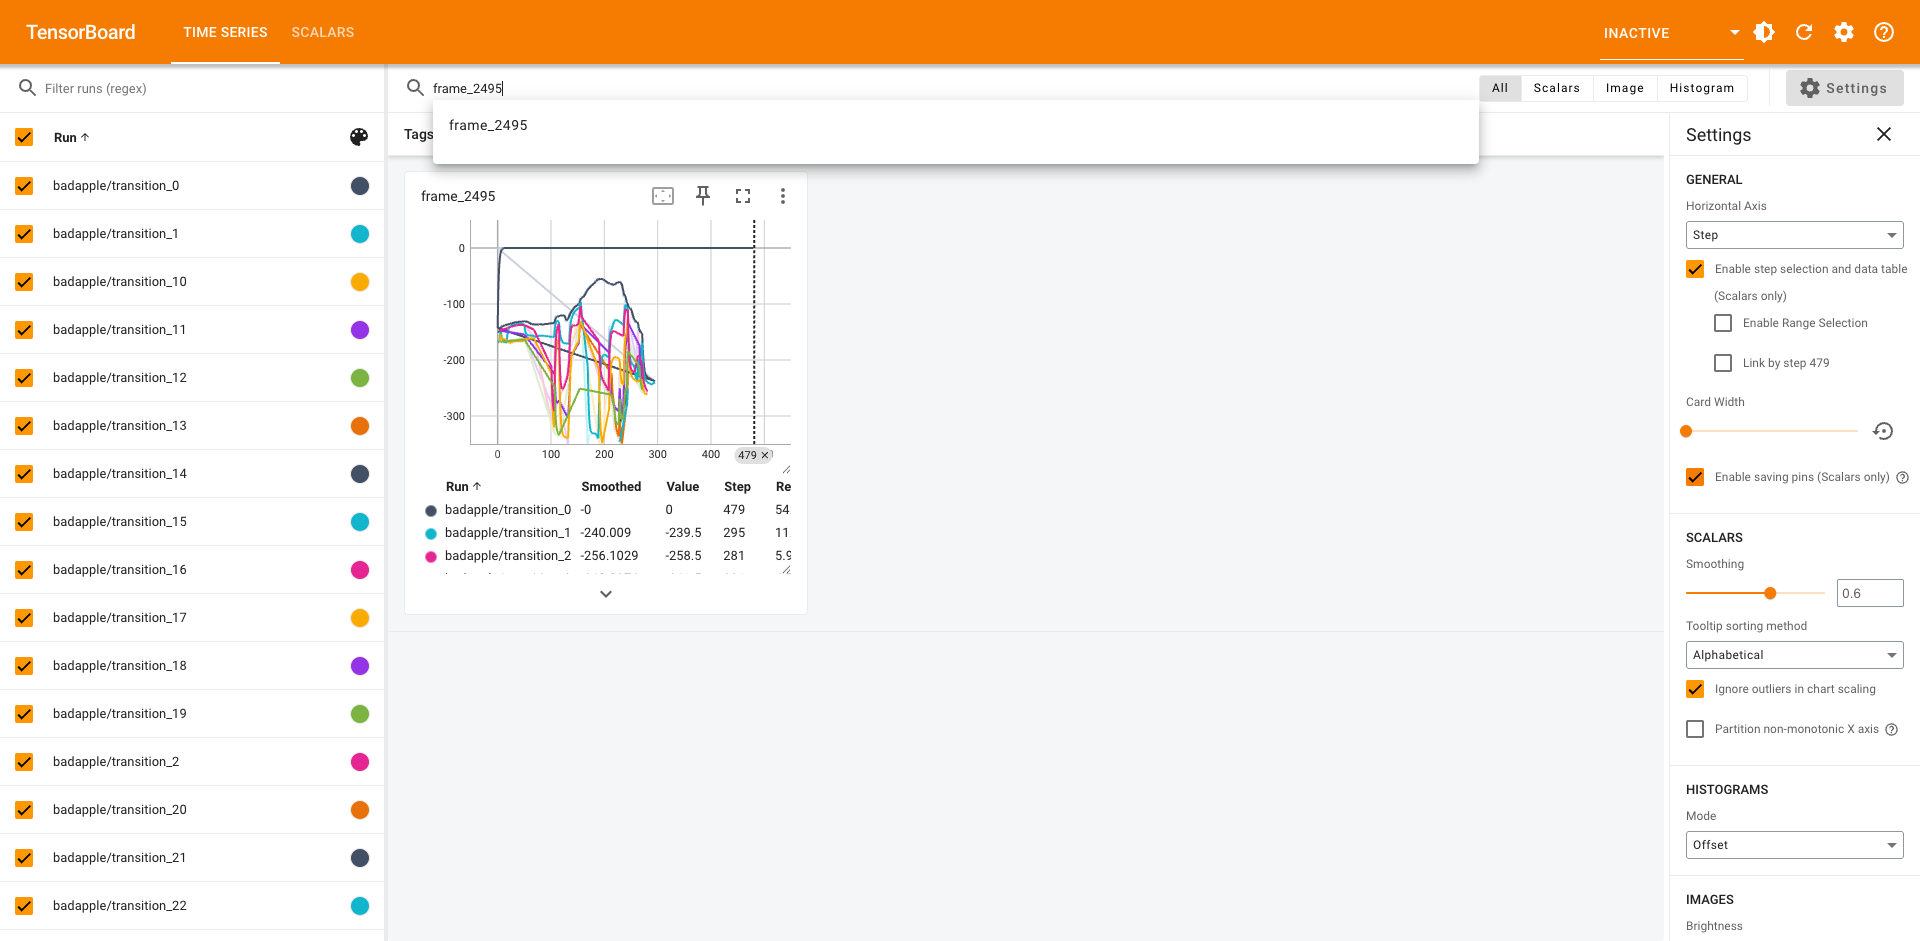 TensorBoard
TIME SERIES
SCALARS
INACTIVE
Filter runs (regex)
frame_2495
All
Scalars
Image
Histogram
Settings
frame_2495
Tags
Run
badapple/transition_0
badapple/transition_1
badapple/transition_10
badapple/transition_11
badapple/transition_12
badapple/transition_13
badapple/transition_14
badapple/transition_15
badapple/transition_16
badapple/transition_17
badapple/transition_18
badapple/transition_19
badapple/transition_2
badapple/transition_20
badapple/transition_21
badapple/transition_22
frame_2495
0
-100
-200
-300
0 100 200 300 400 479
Run Smoothed Value Step Re
badapple/transition_0 -0 0 479 54
badapple/transition_1 -240.009 -239.5 295 11
badapple/transition_2 -256.1029 -258.5 281 5.9
Settings
GENERAL
Horizontal Axis
Step
Enable step selection and data table
(Scalars only)
Enable Range Selection
Link by step 479
Card Width
Enable saving pins (Scalars only)
SCALARS
Smoothing
0.6
Tooltip sorting method
Alphabetical
Ignore outliers in chart scaling
Partition non-monotonic X axis
HISTOGRAMS
Mode
Offset
IMAGES
Brightness